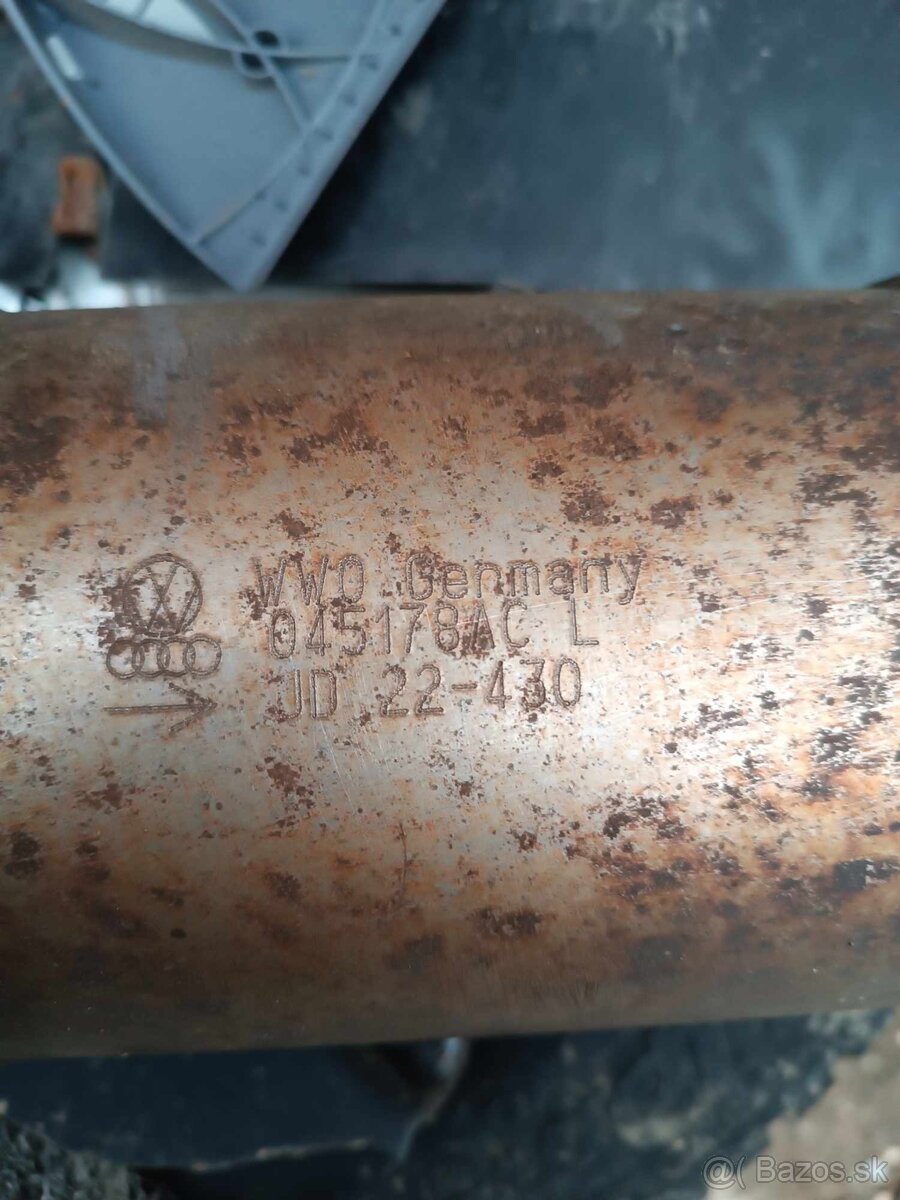 WWO Germany
045178AC L
JD 22-430
@( Bazos.sk